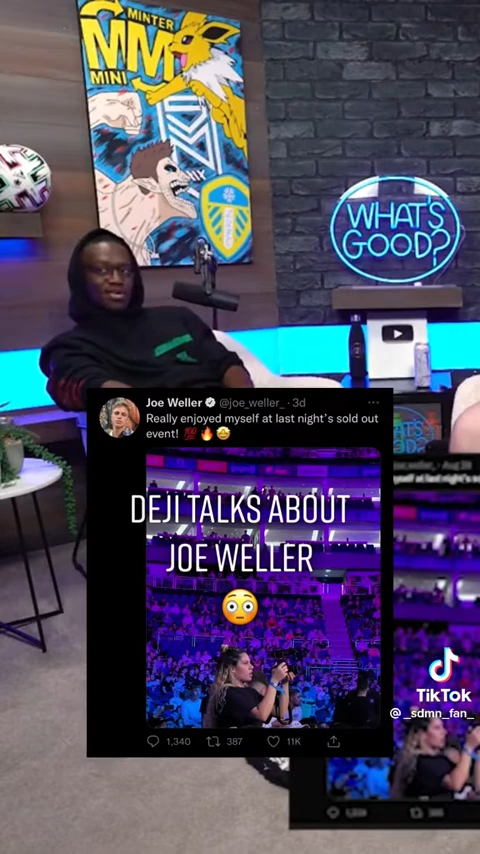 MINTER
MM
MINI
WHAT'S
GOOD?
Joe Weller @joe_weller_ · 3d
Really enjoyed myself at last night's sold out
event! 💯🔥🤩
DEJI TALKS ABOUT
JOE WELLER
😳
1,340 387 11K
TikTok
@_sdmn_fan_